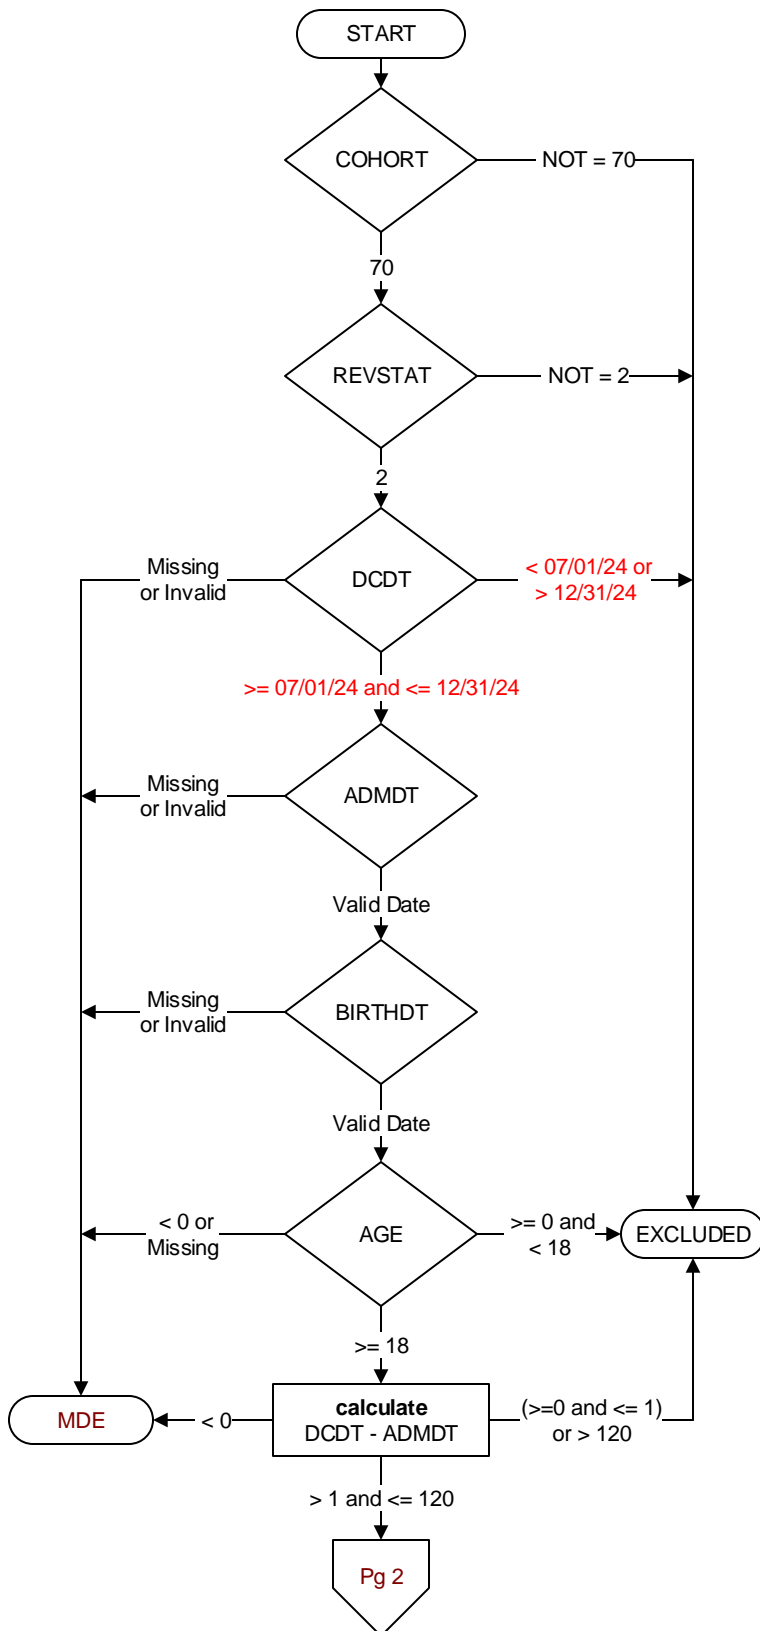 START
COHORT
NOT = 70
70
REVSTAT
NOT = 2
2
Missing
or Invalid
DCDT
< 07/01/24 or
> 12/31/24
>= 07/01/24 and <= 12/31/24
Missing
or Invalid
ADMDT
Valid Date
Missing
or Invalid
BIRTHDT
Valid Date
< 0 or
Missing
AGE
>= 0 and
< 18
EXCLUDED
>= 18
MDE
< 0
calculate
DCDT - ADMDT
(>=0 and <= 1)
or > 120
> 1 and <= 120
Pg 2